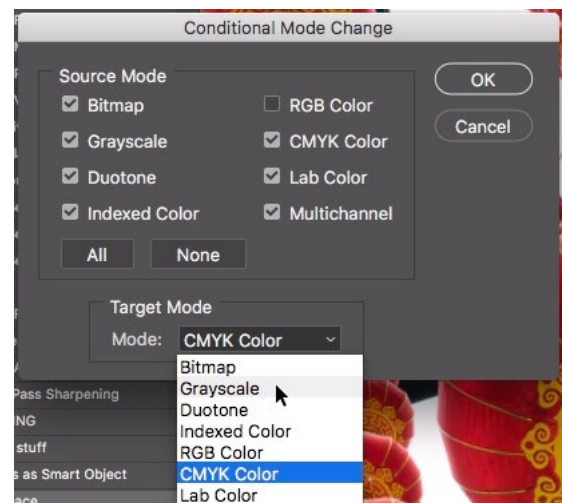 Conditional Mode Change
Source Mode
Bitmap
RGB Color
Grayscale
CMYK Color
Duotone
Lab Color
Indexed Color
Multichannel
All
None
OK
Cancel
Target Mode
Mode: CMYK Color
Bitmap
Grayscale
Duotone
Indexed Color
RGB Color
CMYK Color
Lab Color
Pass Sharpening
stuff
as Smart Object